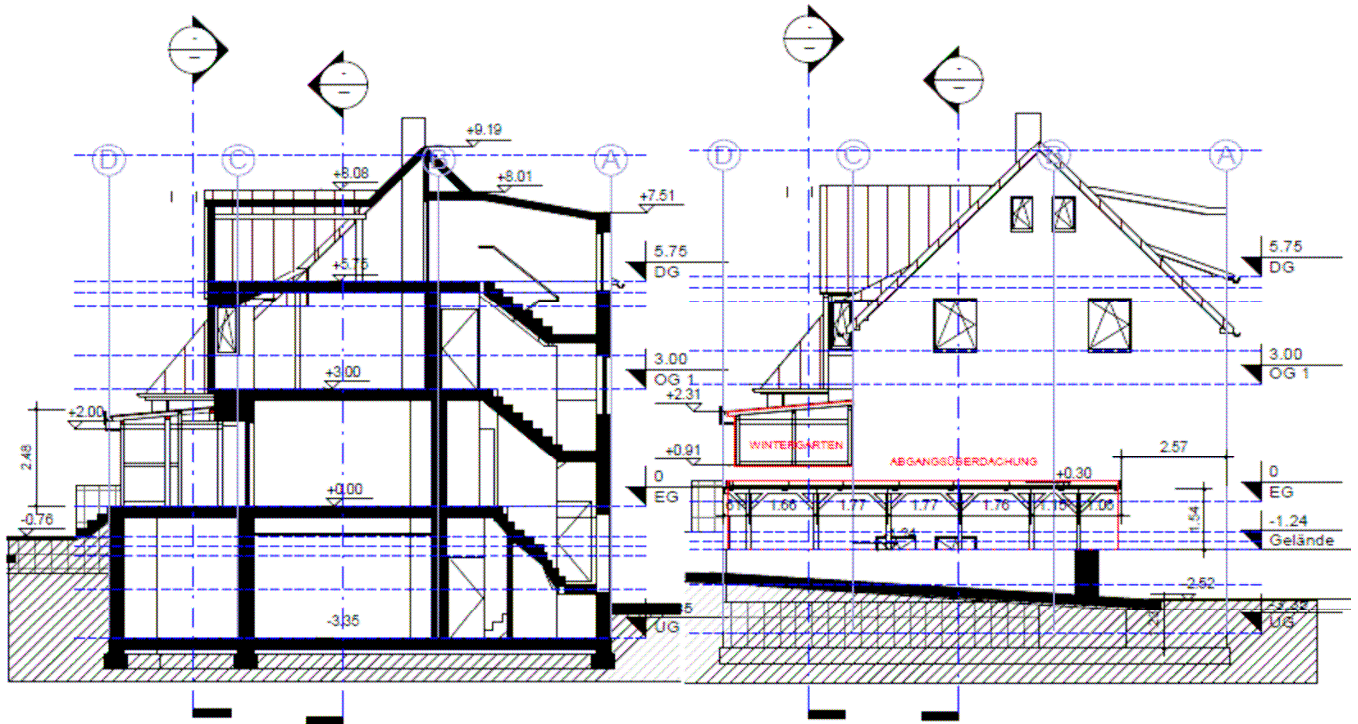 D
C
B
A
+9.19
+8.08
+8.01
+7.51
5.75
DG
+5.75
3.00
OG 1
+3.00
+2.00
2.48
0
EG
+0.00
-0.76
-3.35
UG
D
C
A
5.75
DG
3.00
OG 1
+2.31
WINTERGARTEN
+0.91
ABGANGSÜBERDACHUNG
2.57
+0.30
0
EG
1.66
1.77
1.77
1.76
1.15
1.06
1.54
-1.24
Gelände
2.52
UG